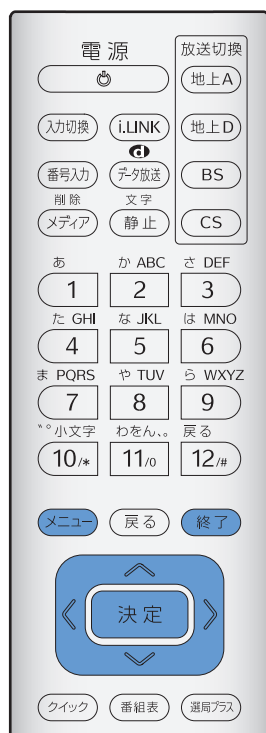 電源 放送切換
地上A
入力切換 i.LINK 地上D
d
番号入力 データ放送 BS
削除 文字
メディア 静止 CS
あ か ABC さ DEF
1 2 3
た GHI な JKL は MNO
4 5 6
ま PQRS や TUV ら WXYZ
7 8 9
゛゜小文字 わをん、。 戻る
10/* 11/0 12/#
メニュー 戻る 終了
決定
クイック 番組表 選局プラス